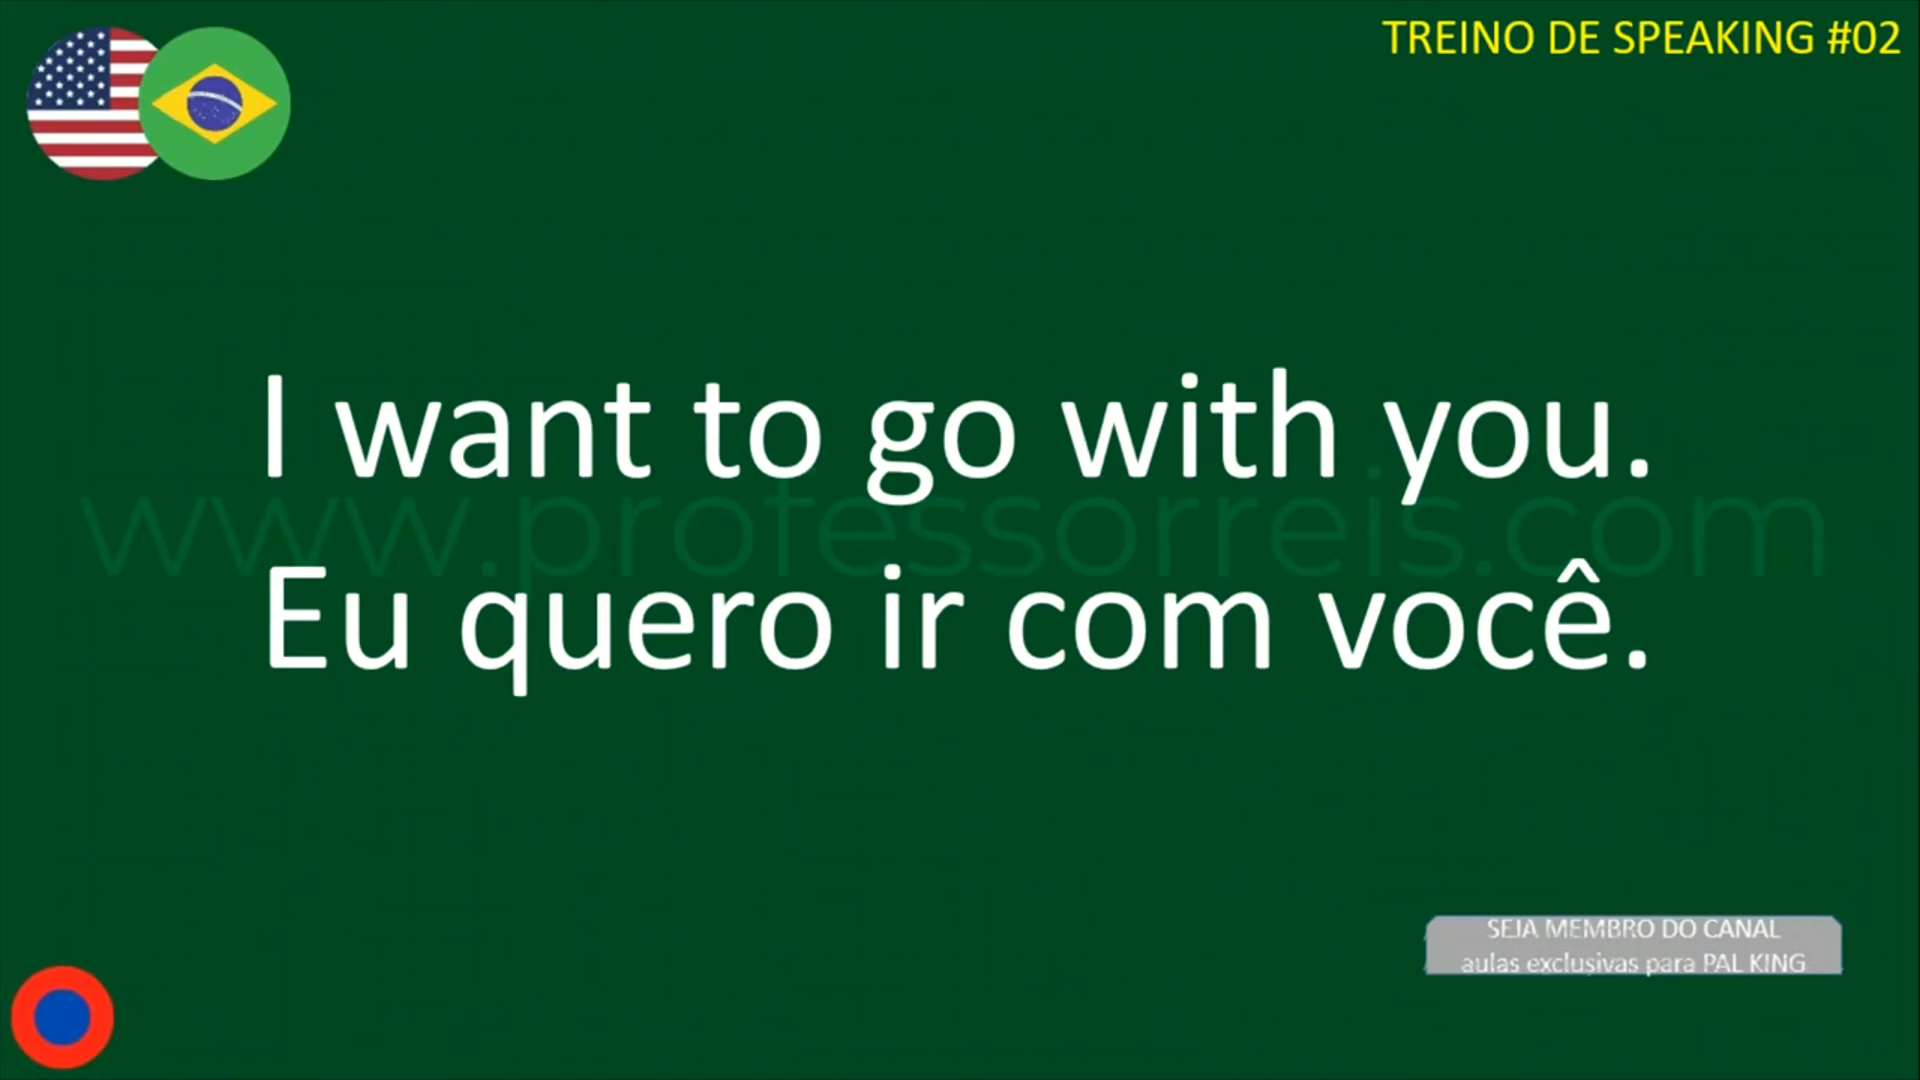 TREINO DE SPEAKING #02
I want to go with you.
www.professorreis.com
Eu quero ir com você.
SEJA MEMBRO DO CANAL
aulas exclusivas para PAL KING